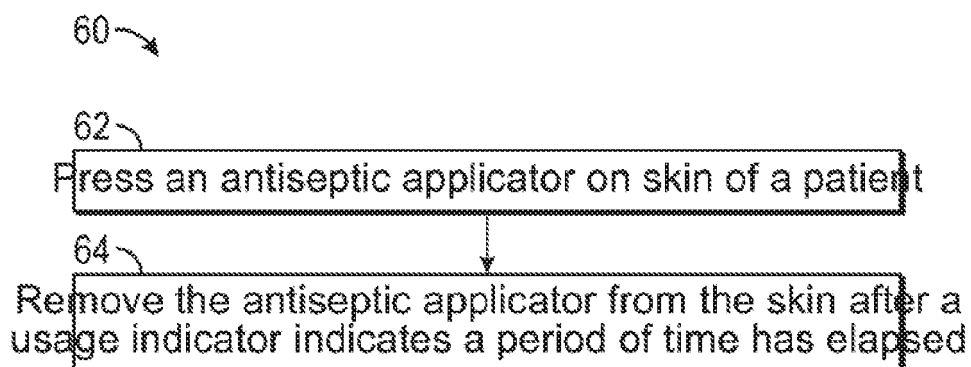 60
62
Press an antiseptic applicator on skin of a patient
64
Remove the antiseptic applicator from the skin after a
usage indicator indicates a period of time has elapsed